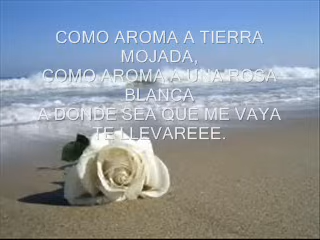 COMO AROMA A TIERRA
MOJADA,
COMO AROMA A UNA ROSA
BLANCA
A DONDE SEA QUE ME VAYA
TE LLEVAREEE.